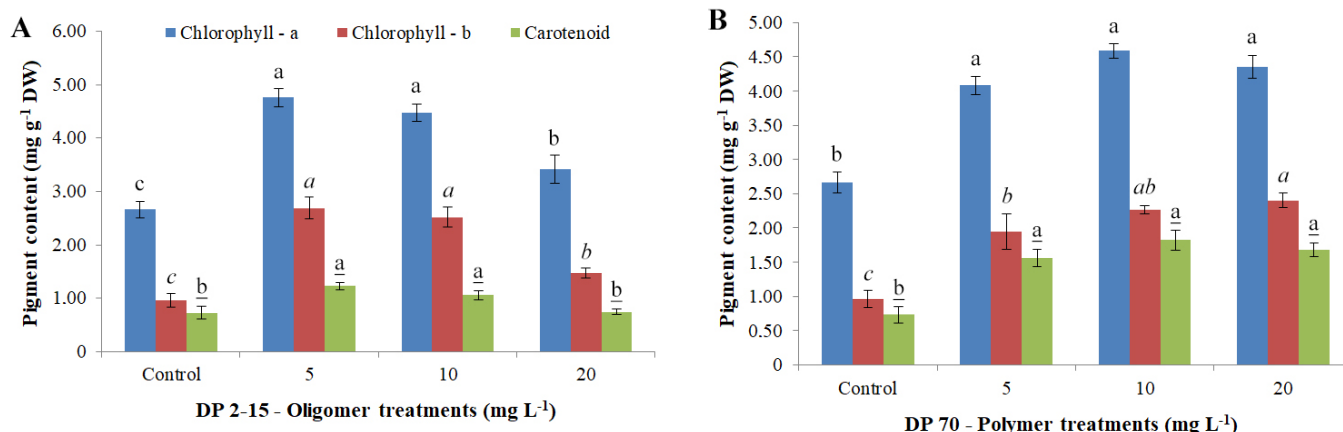 A
6.00
5.00
4.00
3.00
2.00
1.00
0
Pigment content (mg g-1 DW)
Chlorophyll - a
Chlorophyll - b
Carotenoid
c
c
b
a
a
a
a
a
a
b
b
b
Control
5
10
20
DP 2-15 - Oligomer treatments (mg L-1)
B
5.00
4.50
4.00
3.50
3.00
2.50
2.00
1.50
1.00
0.50
0.00
Pigment content (mg g-1 DW)
b
c
b
a
b
a
a
ab
a
a
a
a
Control
5
10
20
DP 70 - Polymer treatments (mg L-1)